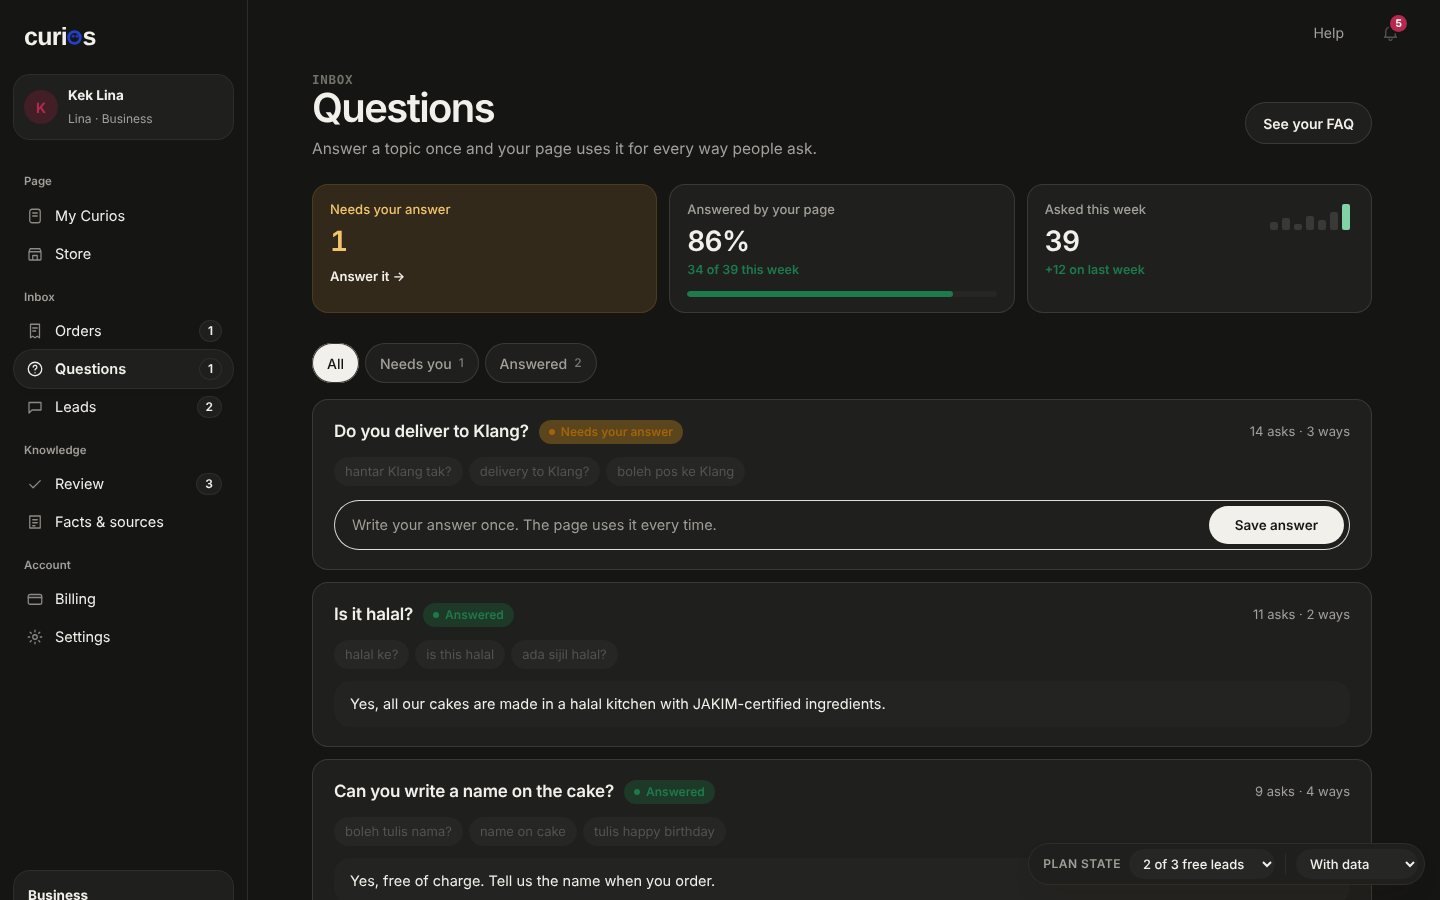 curios
Kek Lina
K
Lina · Business
Page
My Curios
Store
Inbox
Orders 1
Questions 1
Leads 2
Knowledge
Review 3
Facts & sources
Account
Billing
Settings
Business
Help
5
INBOX
Questions
Answer a topic once and your page uses it for every way people ask.
See your FAQ
Needs your answer
1
Answer it →
Answered by your page
86%
34 of 39 this week
Asked this week
39
+12 on last week
All
Needs you 1
Answered 2
Do you deliver to Klang? Needs your answer 14 asks · 3 ways
hantar Klang tak? delivery to Klang? boleh pos ke Klang
Write your answer once. The page uses it every time. Save answer
Is it halal? Answered 11 asks · 2 ways
halal ke? is this halal ada sijil halal?
Yes, all our cakes are made in a halal kitchen with JAKIM-certified ingredients.
Can you write a name on the cake? Answered 9 asks · 4 ways
boleh tulis nama? name on cake tulis happy birthday
Yes, free of charge. Tell us the name when you order.
PLAN STATE 2 of 3 free leads With data